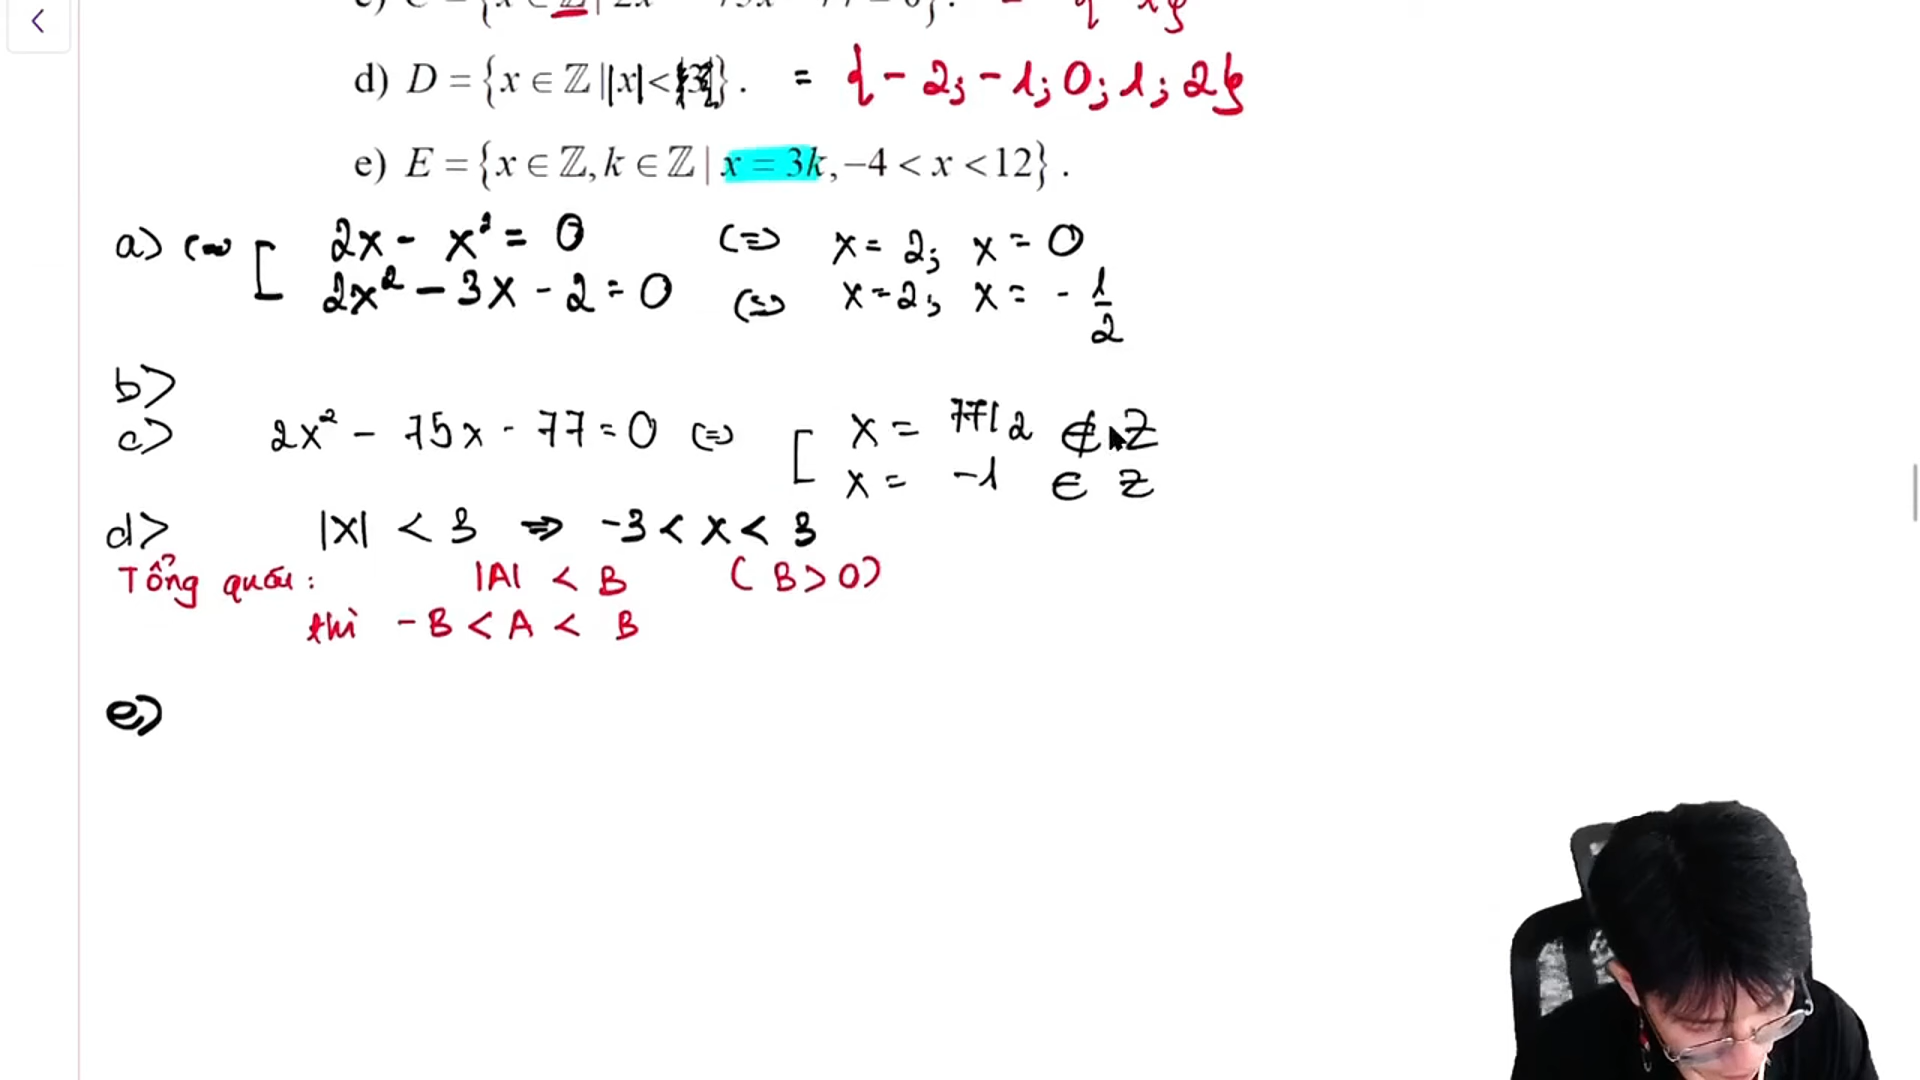 d) D = {x ∈ ℤ | |x| < 3}. = {-2; -1; 0; 1; 2}
e) E = {x ∈ ℤ, k ∈ ℤ | x = 3k, −4 < x < 12}.
a) (=) [ 2x - x² = 0 (=) x = 2; x = 0
2x² - 3x - 2 = 0 (=) x = 2; x = - 1/2
b)
c) 2x² - 75x - 77 = 0 (=) [ x = 77/2 ∉ Z
x = -1 ∈ Z
d) |x| < 3 => -3 < x < 3
Tổng quát: |A| < B (B > 0)
thì -B < A < B
e)